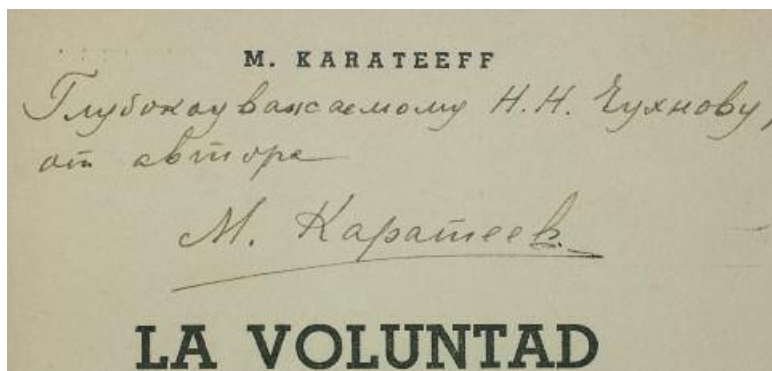 M. KARATEEFF
Глубокоуважаемому Н.Н. Чухнову,
от автора
М. Каратеев
LA VOLUNTAD